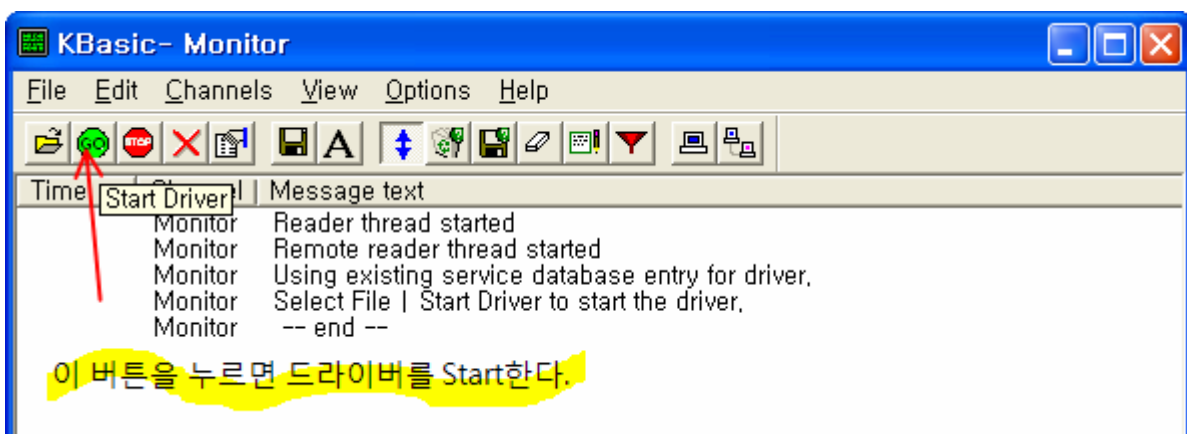 KBasic- Monitor
File Edit Channels View Options Help
GO STOP A
Time Start Driver l Message text
Monitor Reader thread started
Monitor Remote reader thread started
Monitor Using existing service database entry for driver,
Monitor Select File | Start Driver to start the driver,
Monitor -- end --
이 버튼을 누르면 드라이버를 Start한다.